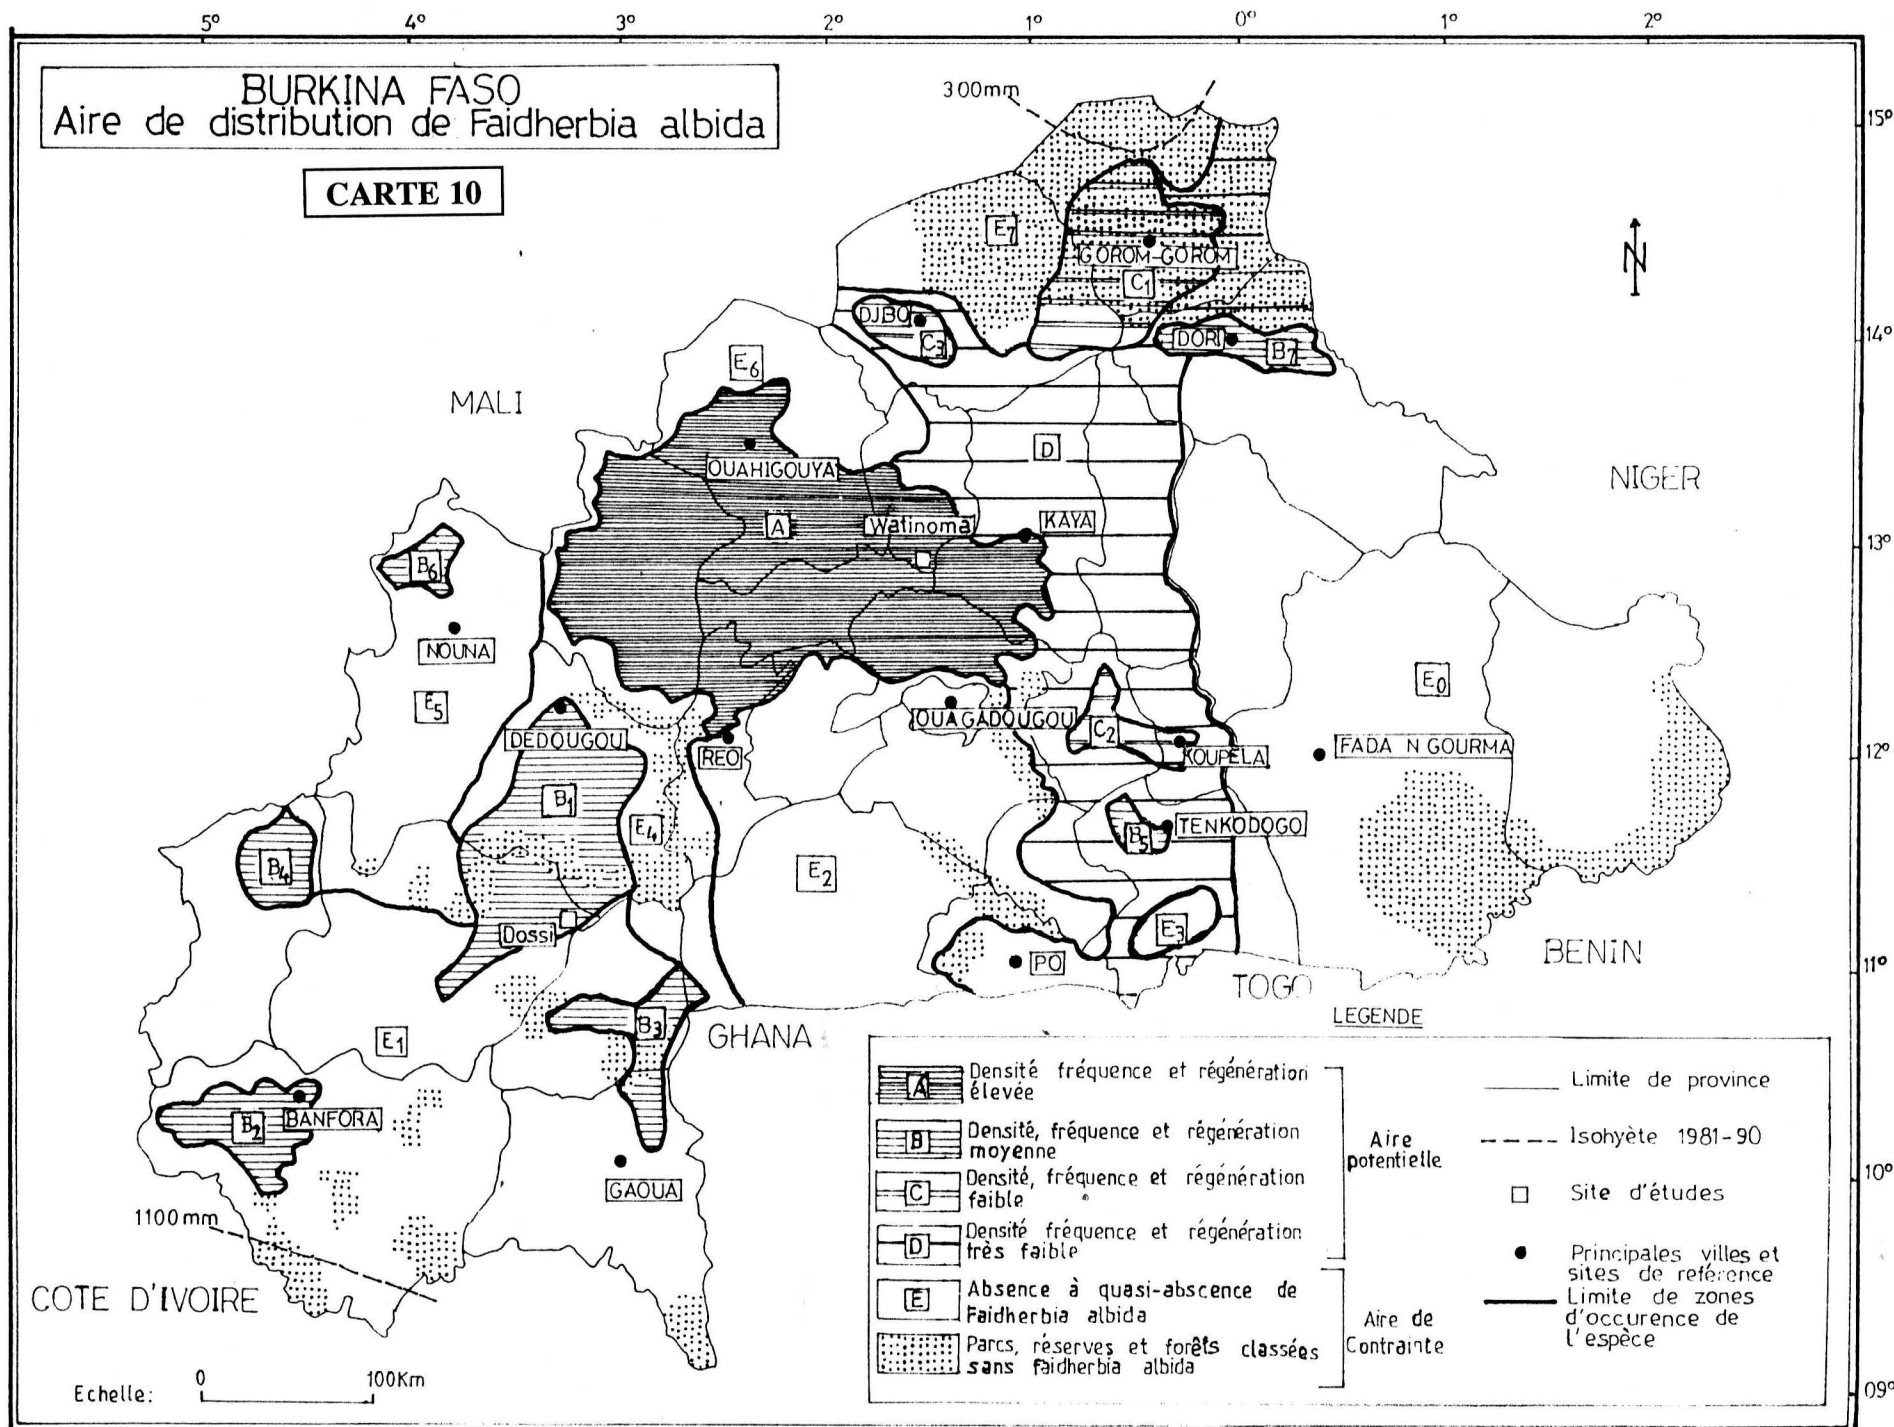 5° 4° 3° 2° 1° 0° 1° 2°
BURKINA FASO
Aire de distribution de Faidherbia albida
CARTE 10
300mm
15°
E7
N
GOROM-GOROM
C1
DJBO
C3
DORI
B7
14°
E6
MALI
D
OUAHIGOUYA
NIGER
A
Watinoma
KAYA
13°
B6
NOUNA
E5
E0
OUAGADOUGOU
C2
DEDOUGOU
REO
KOUPELA
FADA N GOURMA
12°
B1
E4
B5
TENKODOGO
B4
E2
Dossi
E3
PO
BENIN
11°
TOGO
B3
GHANA
E1
B2
BANFORA
GAOUA
10°
1100mm
COTE D'IVOIRE
09°
Echelle:
0 100Km
LEGENDE
A Densité fréquence et régénération
élevée
B Densité, fréquence et régénération
moyenne
C Densité, fréquence et régénération
faible
D Densité fréquence et régénération
très faible
Aire
potentielle
E Absence à quasi-abscence de
Faidherbia albida
Parcs, réserves et forêts classées
sans faidherbia albida
Aire de
Contrainte
Limite de province
Isohyète 1981-90
Site d'études
Principales villes et
sites de reférence
Limite de zones
d'occurence de
l'espèce